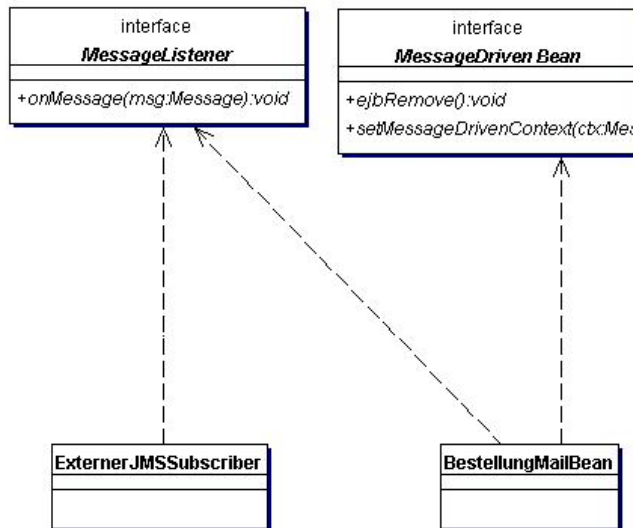 interface
MessageListener
+onMessage(msg:Message):void
interface
MessageDriven Bean
+ejbRemove():void
+setMessageDrivenContext(ctx:Mes
ExternerJMSSubscriber
BestellungMailBean